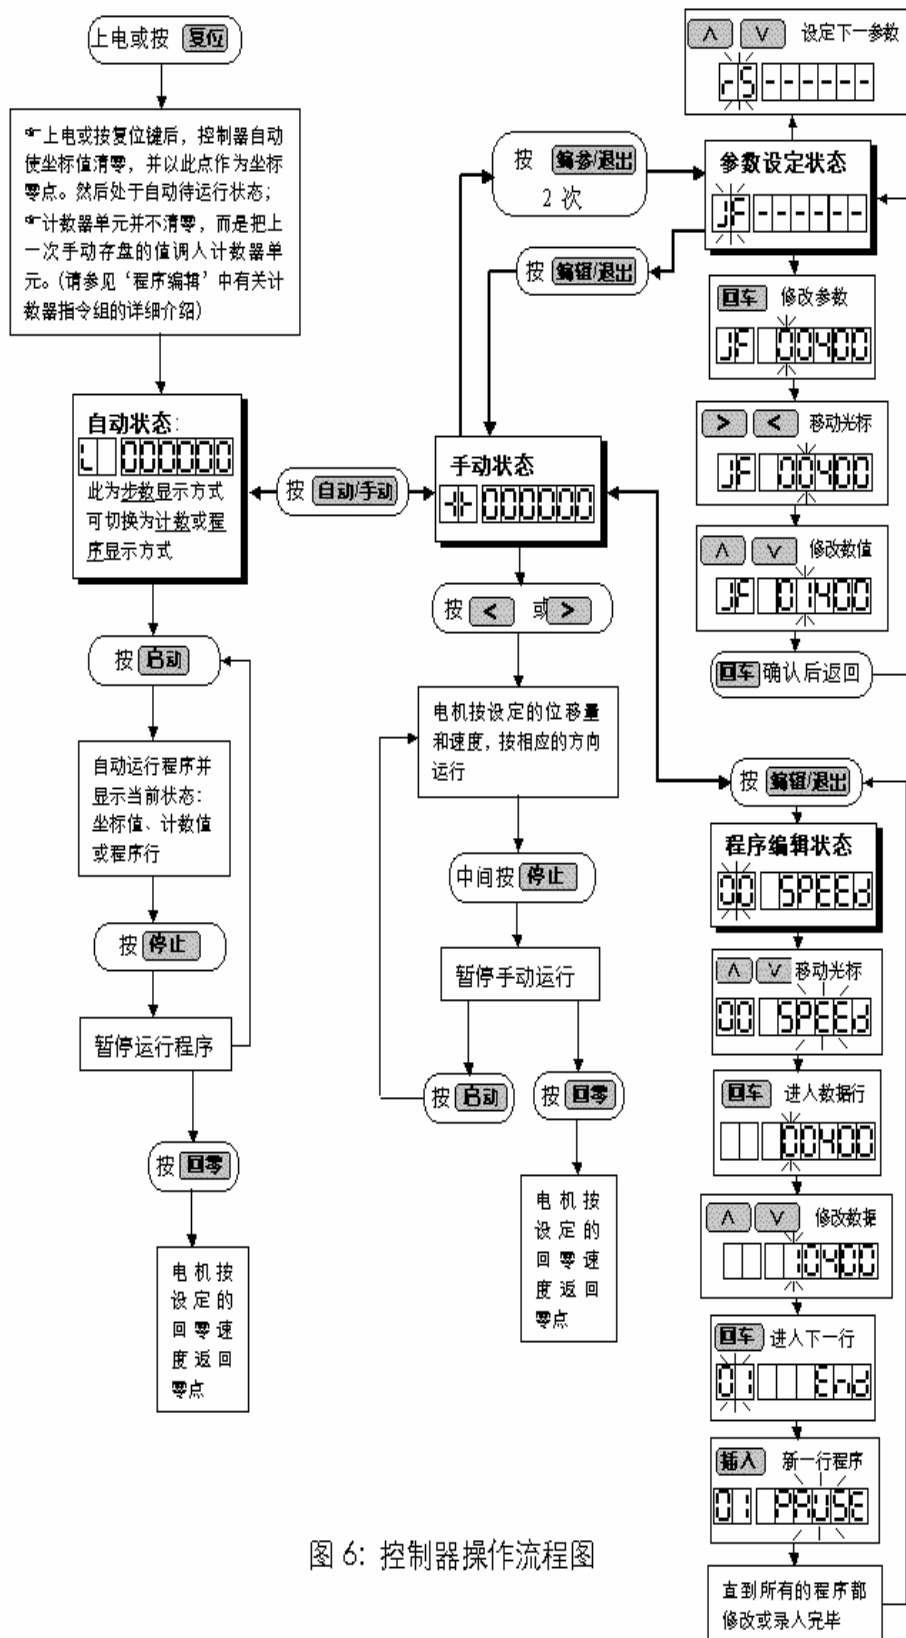 上电或按 复位
☞上电或按复位键后，控制器自动
使坐标值清零，并以此点作为坐标
零点。然后处于自动待运行状态；
☞计数器单元并不清零，而是把上
一次手动存盘的值调入计数器单
元。(请参见‘程序编辑’中有关计
数器指令组的详细介绍)
自动状态：
L 000000
此为步数显示方式
可切换为计数或程
序显示方式
按 启动
自动运行程序并
显示当前状态：
坐标值、计数值
或程序行
按 停止
暂停运行程序
按 回零
电机按
设定的
回零速
度返回
零点
按 自动/手动
按 编参/退出
2 次
按 编辑/退出
手动状态
⊣⊢ 000000
按 < 或 >
电机按设定的位移量
和速度，按相应的方向
运行
中间按 停止
暂停手动运行
按 启动
按 回零
电机按
设定的
回零速
度返回
零点
∧ ∨ 设定下一参数
rS ------
参数设定状态
JF ------
回车 修改参数
JF 00400
> < 移动光标
JF 00400
∧ ∨ 修改数值
JF 01400
回车 确认后返回
按 编辑/退出
程序编辑状态
00 SPEEd
∧ ∨ 移动光标
00 SPEEd
回车 进入数据行
00400
∧ ∨ 修改数据
10400
回车 进入下一行
01 End
插入 新一行程序
01 PAUSE
直到所有的程序都
修改或录入完毕
图 6: 控制器操作流程图